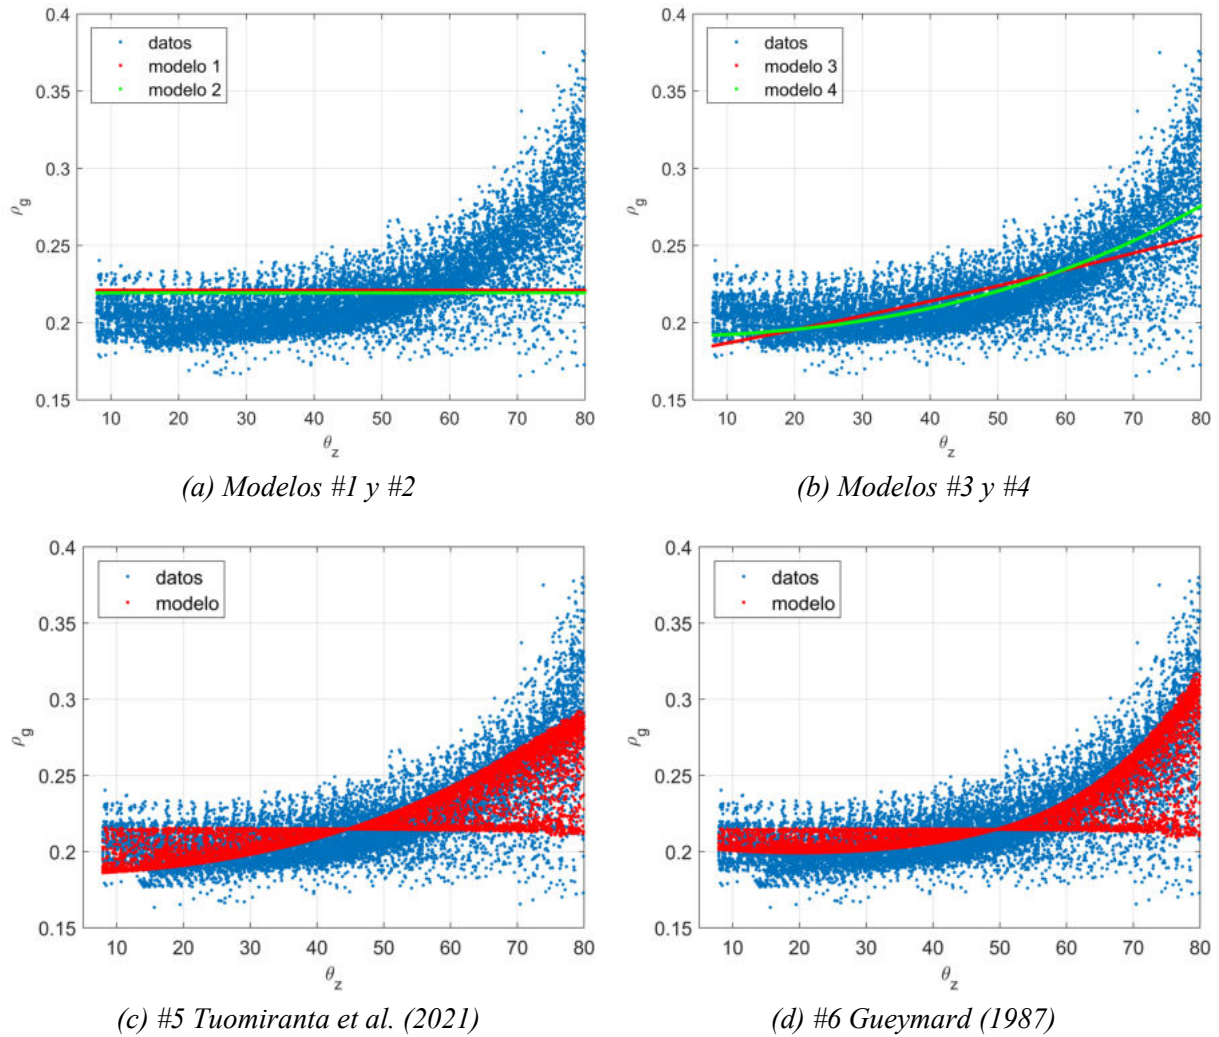 0.4
0.35
0.3
0.25
0.2
0.15
ρg
datos
modelo 1
modelo 2
10 20 30 40 50 60 70 80
θz
(a) Modelos #1 y #2
0.4
0.35
0.3
0.25
0.2
0.15
ρg
datos
modelo 3
modelo 4
10 20 30 40 50 60 70 80
θz
(b) Modelos #3 y #4
0.4
0.35
0.3
0.25
0.2
0.15
ρg
datos
modelo
10 20 30 40 50 60 70 80
θz
(c) #5 Tuomiranta et al. (2021)
0.4
0.35
0.3
0.25
0.2
0.15
ρg
datos
modelo
10 20 30 40 50 60 70 80
θz
(d) #6 Gueymard (1987)